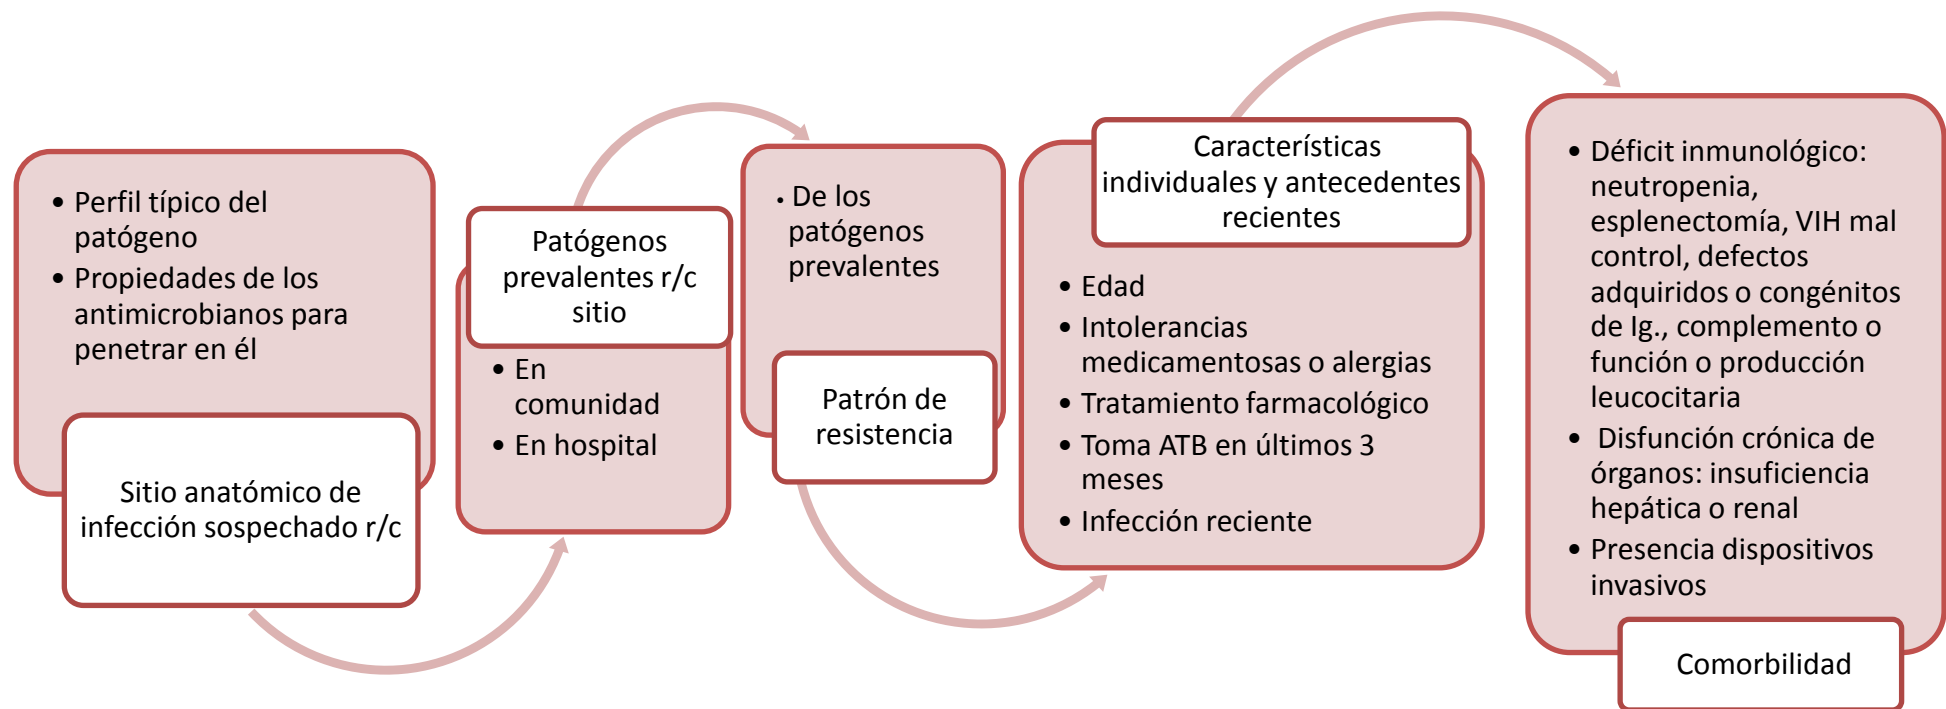 • Perfil típico del
patógeno
• Propiedades de los
antimicrobianos para
penetrar en él
Sitio anatómico de
infección sospechado r/c
Patógenos
prevalentes r/c
sitio
• En
comunidad
• En hospital
• De los
patógenos
prevalentes
Patrón de
resistencia
Características
individuales y antecedentes
recientes
• Edad
• Intolerancias
medicamentosas o alergias
• Tratamiento farmacológico
• Toma ATB en últimos 3
meses
• Infección reciente
• Déficit inmunológico:
neutropenia,
esplenectomía, VIH mal
control, defectos
adquiridos o congénitos
de Ig., complemento o
función o producción
leucocitaria
• Disfunción crónica de
órganos: insuficiencia
hepática o renal
• Presencia dispositivos
invasivos
Comorbilidad